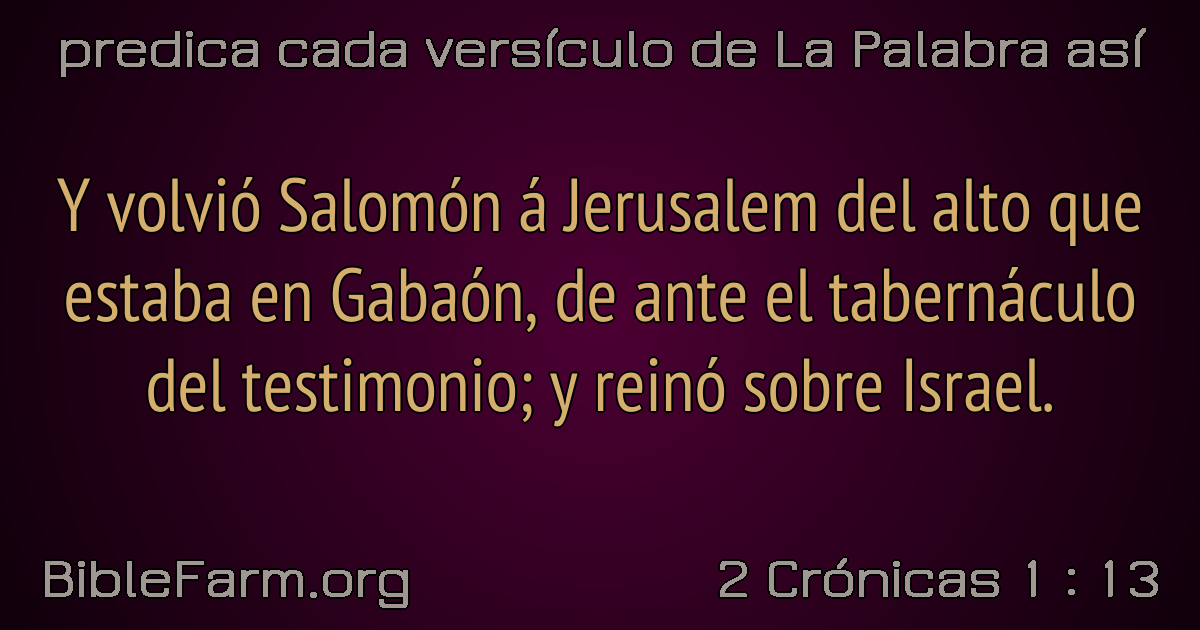 predica cada versículo de La Palabra así
Y volvió Salomón á Jerusalem del alto que
estaba en Gabaón, de ante el tabernáculo
del testimonio; y reinó sobre Israel.
BibleFarm.org
2 Crónicas 1 : 13